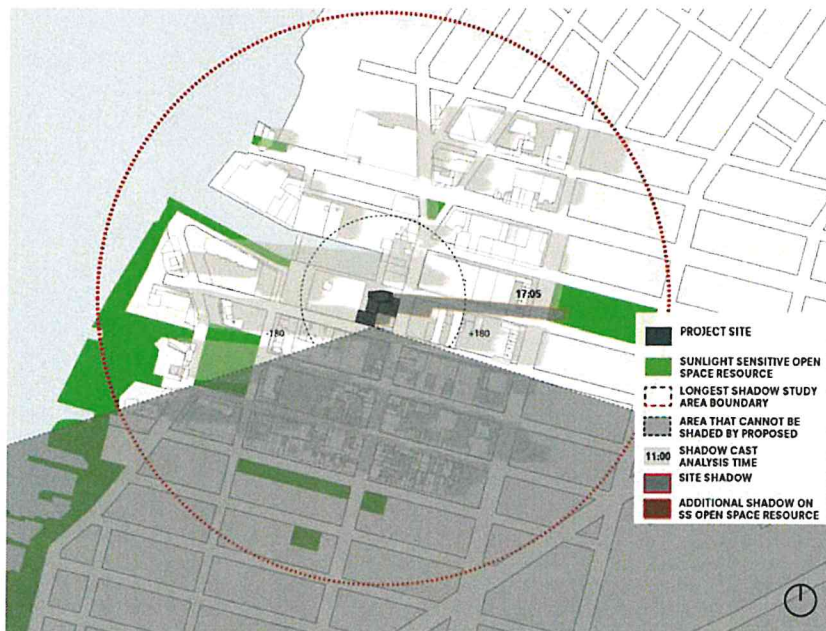 17:05
-180
+180
PROJECT SITE
SUNLIGHT SENSITIVE OPEN
SPACE RESOURCE
LONGEST SHADOW STUDY
AREA BOUNDARY
AREA THAT CANNOT BE
SHADED BY PROPOSED
11:00
SHADOW CAST
ANALYSIS TIME
SITE SHADOW
ADDITIONAL SHADOW ON
SS OPEN SPACE RESOURCE